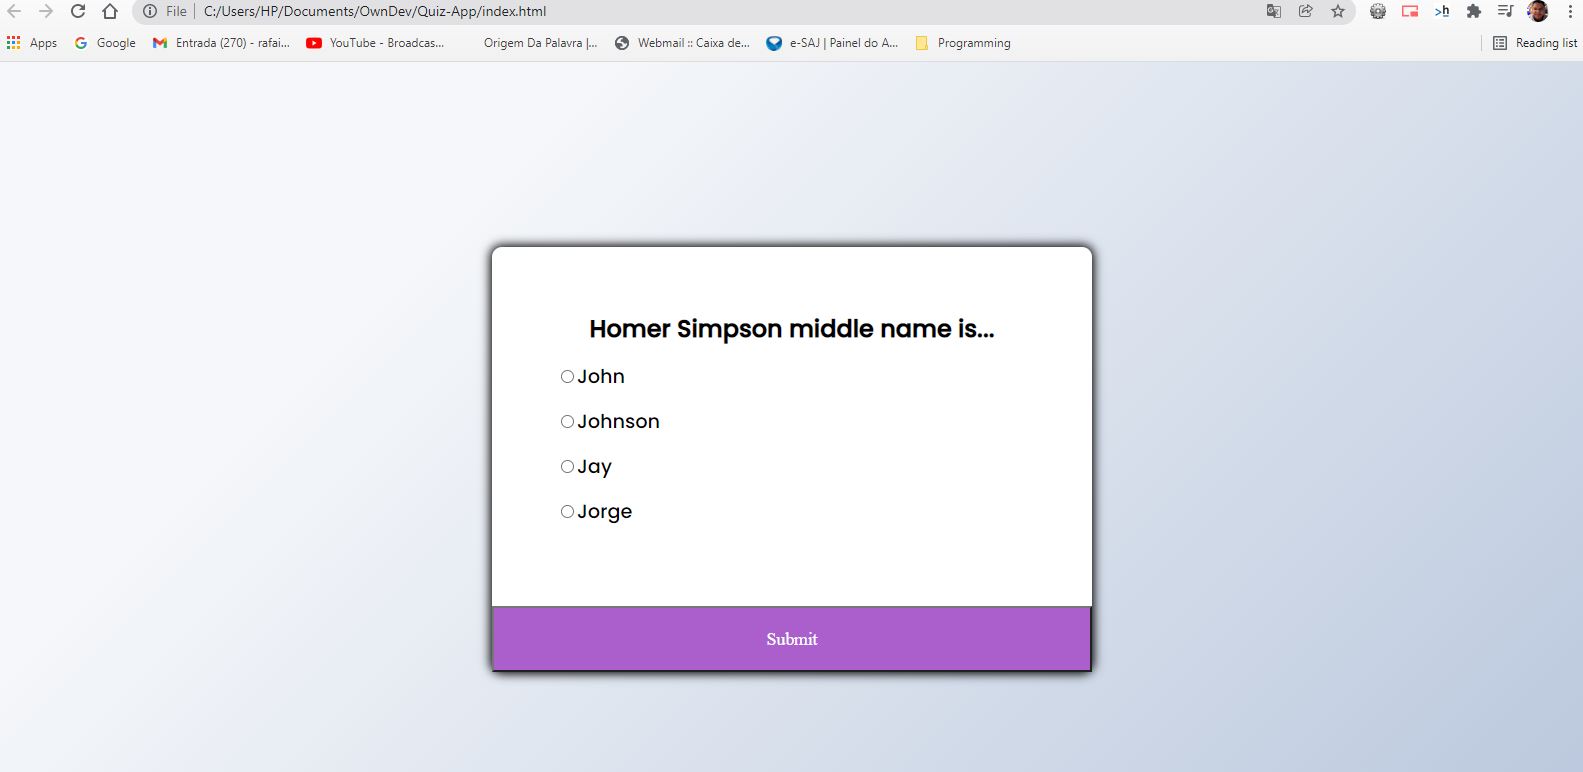 File C:/Users/HP/Documents/OwnDev/Quiz-App/index.html
Apps Google Entrada (270) - rafai... YouTube - Broadcas... Origem Da Palavra |... Webmail :: Caixa de... e-SAJ | Painel do A... Programming Reading list
Homer Simpson middle name is...
John
Johnson
Jay
Jorge
Submit